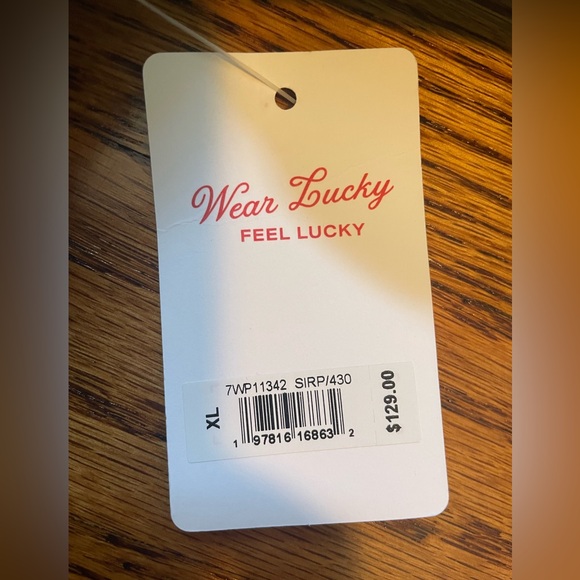 Wear Lucky
FEEL LUCKY
7WP11342 SIRP/430
XL
1 97816 16863 2
$129.00